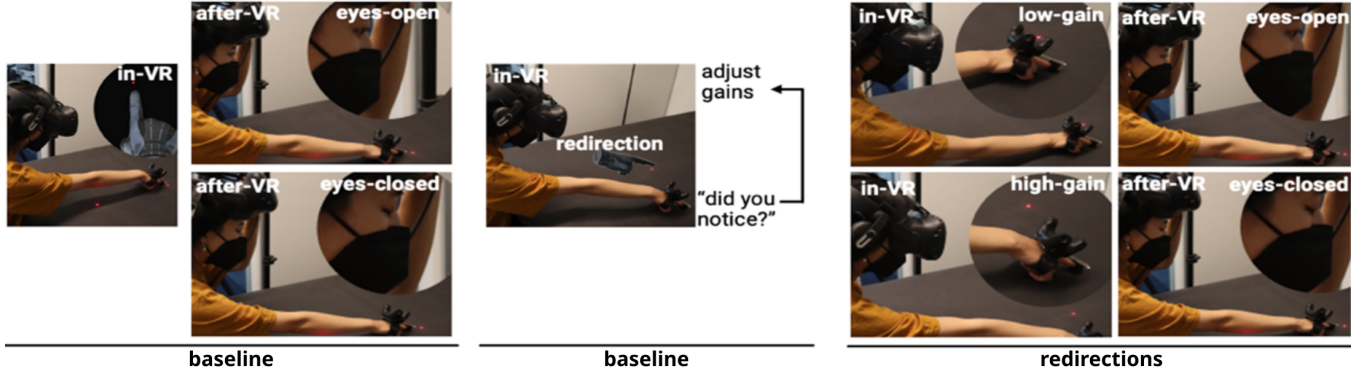 in-VR
after-VR eyes-open
after-VR eyes-closed
baseline
in-VR
redirection
adjust
gains
“did you
notice?”
baseline
in-VR low-gain
after-VR eyes-open
in-VR high-gain
after-VR eyes-closed
redirections